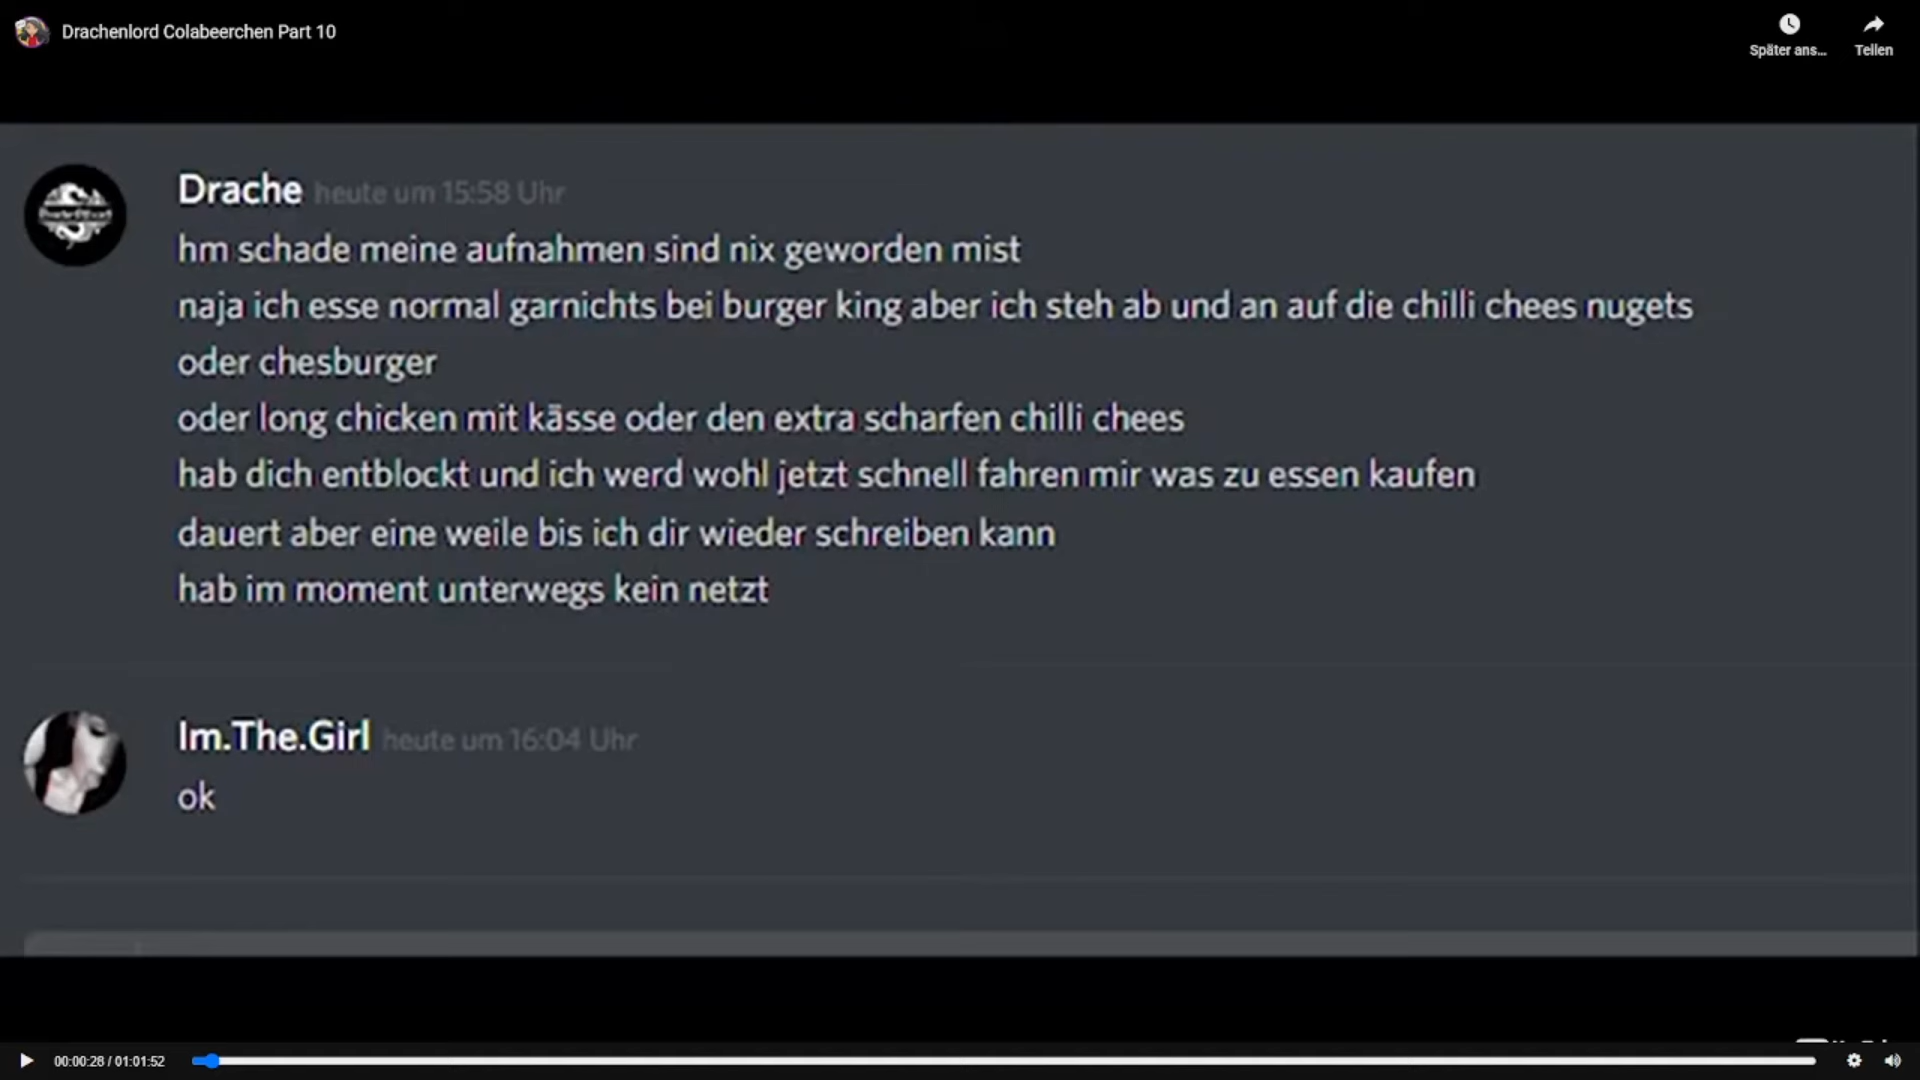 Drachenlord Colabeerchen Part 10
Später ans...
Teilen
Drache heute um 15:58 Uhr
hm schade meine aufnahmen sind nix geworden mist
naja ich esse normal garnichts bei burger king aber ich steh ab und an auf die chilli chees nugets
oder chesburger
oder long chicken mit kässe oder den extra scharfen chilli chees
hab dich entblockt und ich werd wohl jetzt schnell fahren mir was zu essen kaufen
dauert aber eine weile bis ich dir wieder schreiben kann
hab im moment unterwegs kein netzt
Im.The.Girl heute um 16:04 Uhr
ok
00:00:28 / 01:01:52